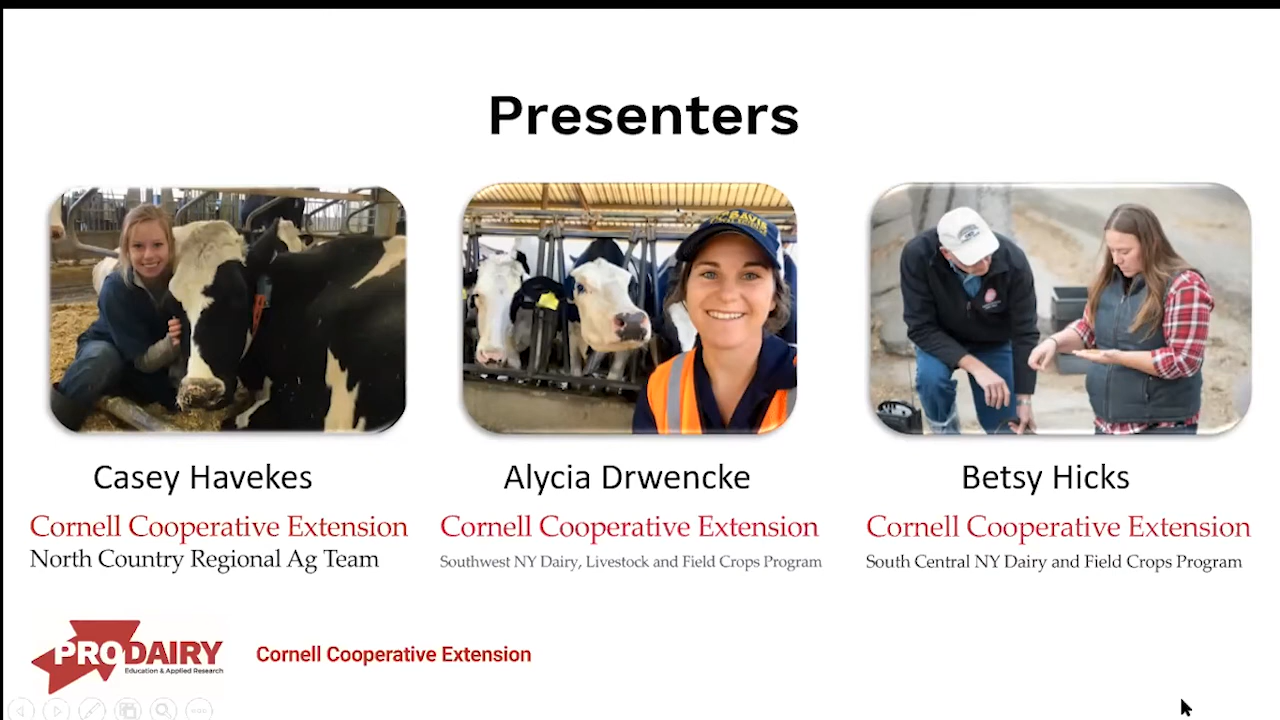 Presenters
Casey Havekes
Cornell Cooperative Extension
North Country Regional Ag Team
Alycia Drwencke
Cornell Cooperative Extension
Southwest NY Dairy, Livestock and Field Crops Program
Betsy Hicks
Cornell Cooperative Extension
South Central NY Dairy and Field Crops Program
PRODAIRY
Education & Applied Research
Cornell Cooperative Extension